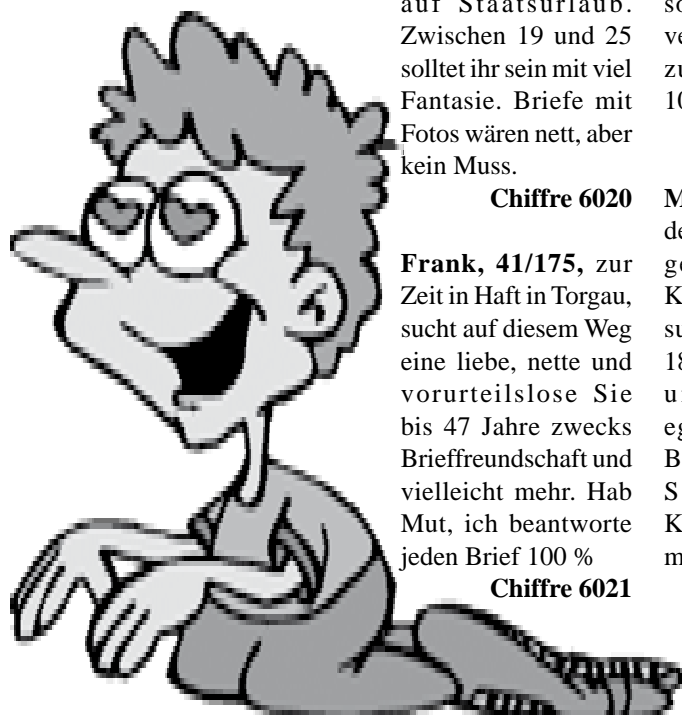 auf Staatsurlaub.
Zwischen 19 und 25
solltet ihr sein mit viel
Fantasie. Briefe mit
Fotos wären nett, aber
kein Muss.
Chiffre 6020
Frank, 41/175, zur
Zeit in Haft in Torgau,
sucht auf diesem Weg
eine liebe, nette und
vorurteilslose Sie
bis 47 Jahre zwecks
Brieffreundschaft und
vielleicht mehr. Hab
Mut, ich beantworte
jeden Brief 100 %
Chiffre 6021